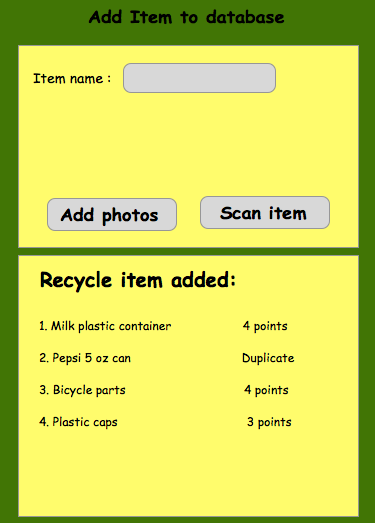 Add Item to database
Item name :
Add photos Scan item
Recycle item added:
1. Milk plastic container 4 points
2. Pepsi 5 oz can Duplicate
3. Bicycle parts 4 points
4. Plastic caps 3 points